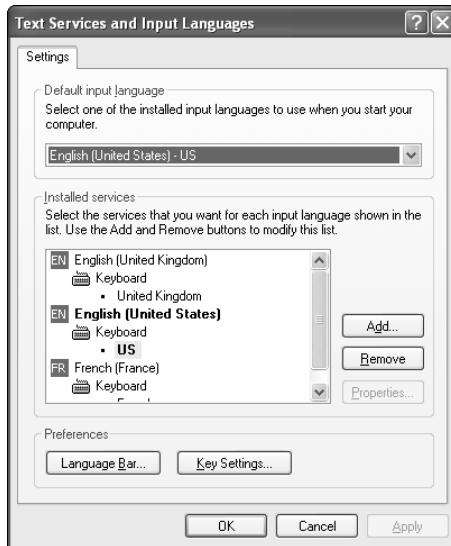 Text Services and Input Languages
Settings
Default input language
Select one of the installed input languages to use when you start your
computer.
English (United States) - US
Installed services
Select the services that you want for each input language shown in the
list. Use the Add and Remove buttons to modify this list.
EN English (United Kingdom)
Keyboard
• United Kingdom
EN English (United States)
Keyboard
• US
FR French (France)
Keyboard
Add...
Remove
Properties...
Preferences
Language Bar...
Key Settings...
OK
Cancel
Apply